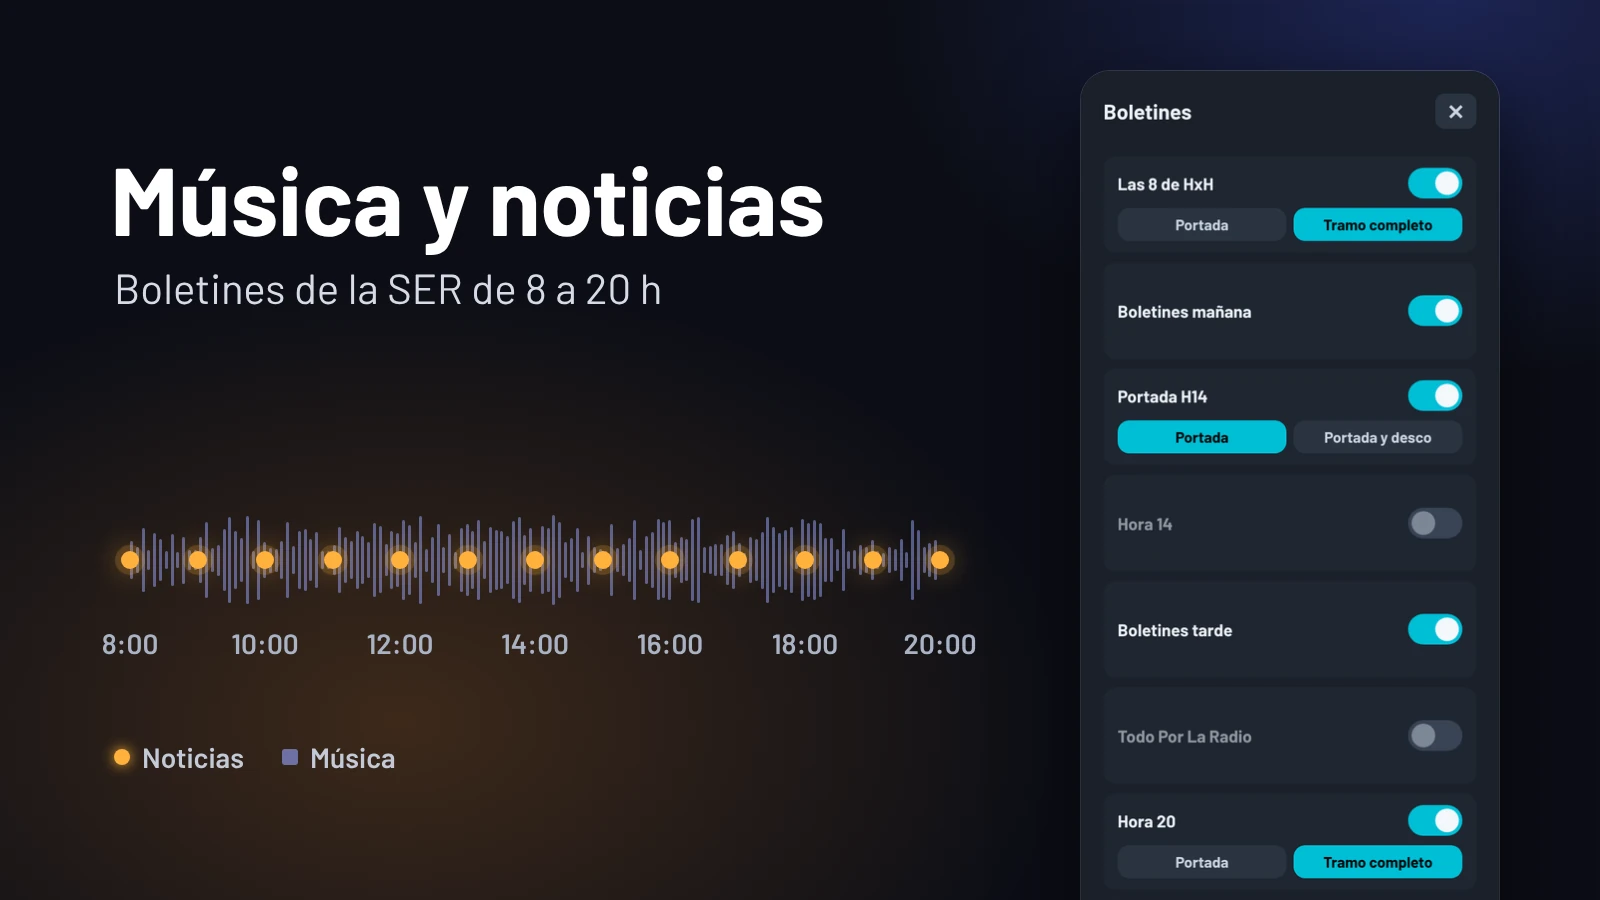 Música y noticias
Boletines de la SER de 8 a 20 h
8:00 10:00 12:00 14:00 16:00 18:00 20:00
Noticias Música
Boletines
Las 8 de HxH
Portada Tramo completo
Boletines mañana
Portada H14
Portada Portada y desco
Hora 14
Boletines tarde
Todo Por La Radio
Hora 20
Portada Tramo completo